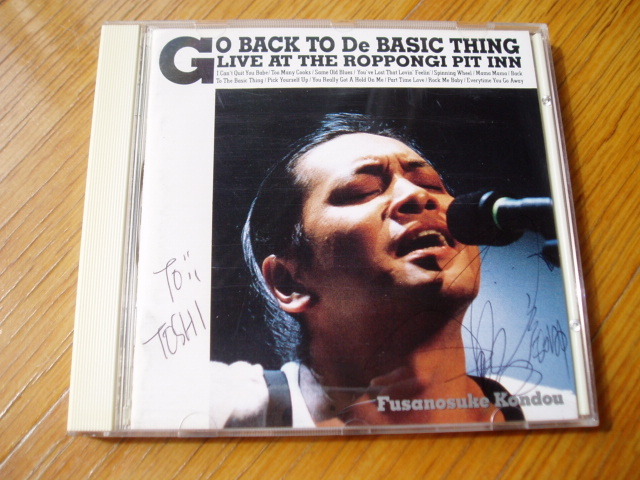 GO BACK TO De BASIC THING
LIVE AT THE ROPPONGI PIT INN
I Can't Quit You Babe/Too Many Cooks/Some Old Blues/You've Lost That Lovin' Feelin'/Spinning Wheel/Mama Mama/Back
To The Basic Thing/Pick Yourself Up/You Really Got A Hold On Me/Part Time Love/Rock Me Baby/Everytime You Go Away
TO
TOSHI
Fusanosuke Kondou